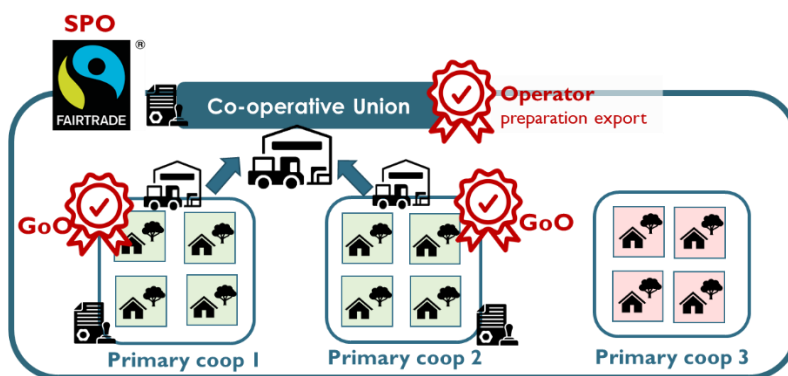 SPO
®
FAIRTRADE
Co-operative Union
Operator
preparation export
GoO
GoO
Primary coop 1
Primary coop 2
Primary coop 3